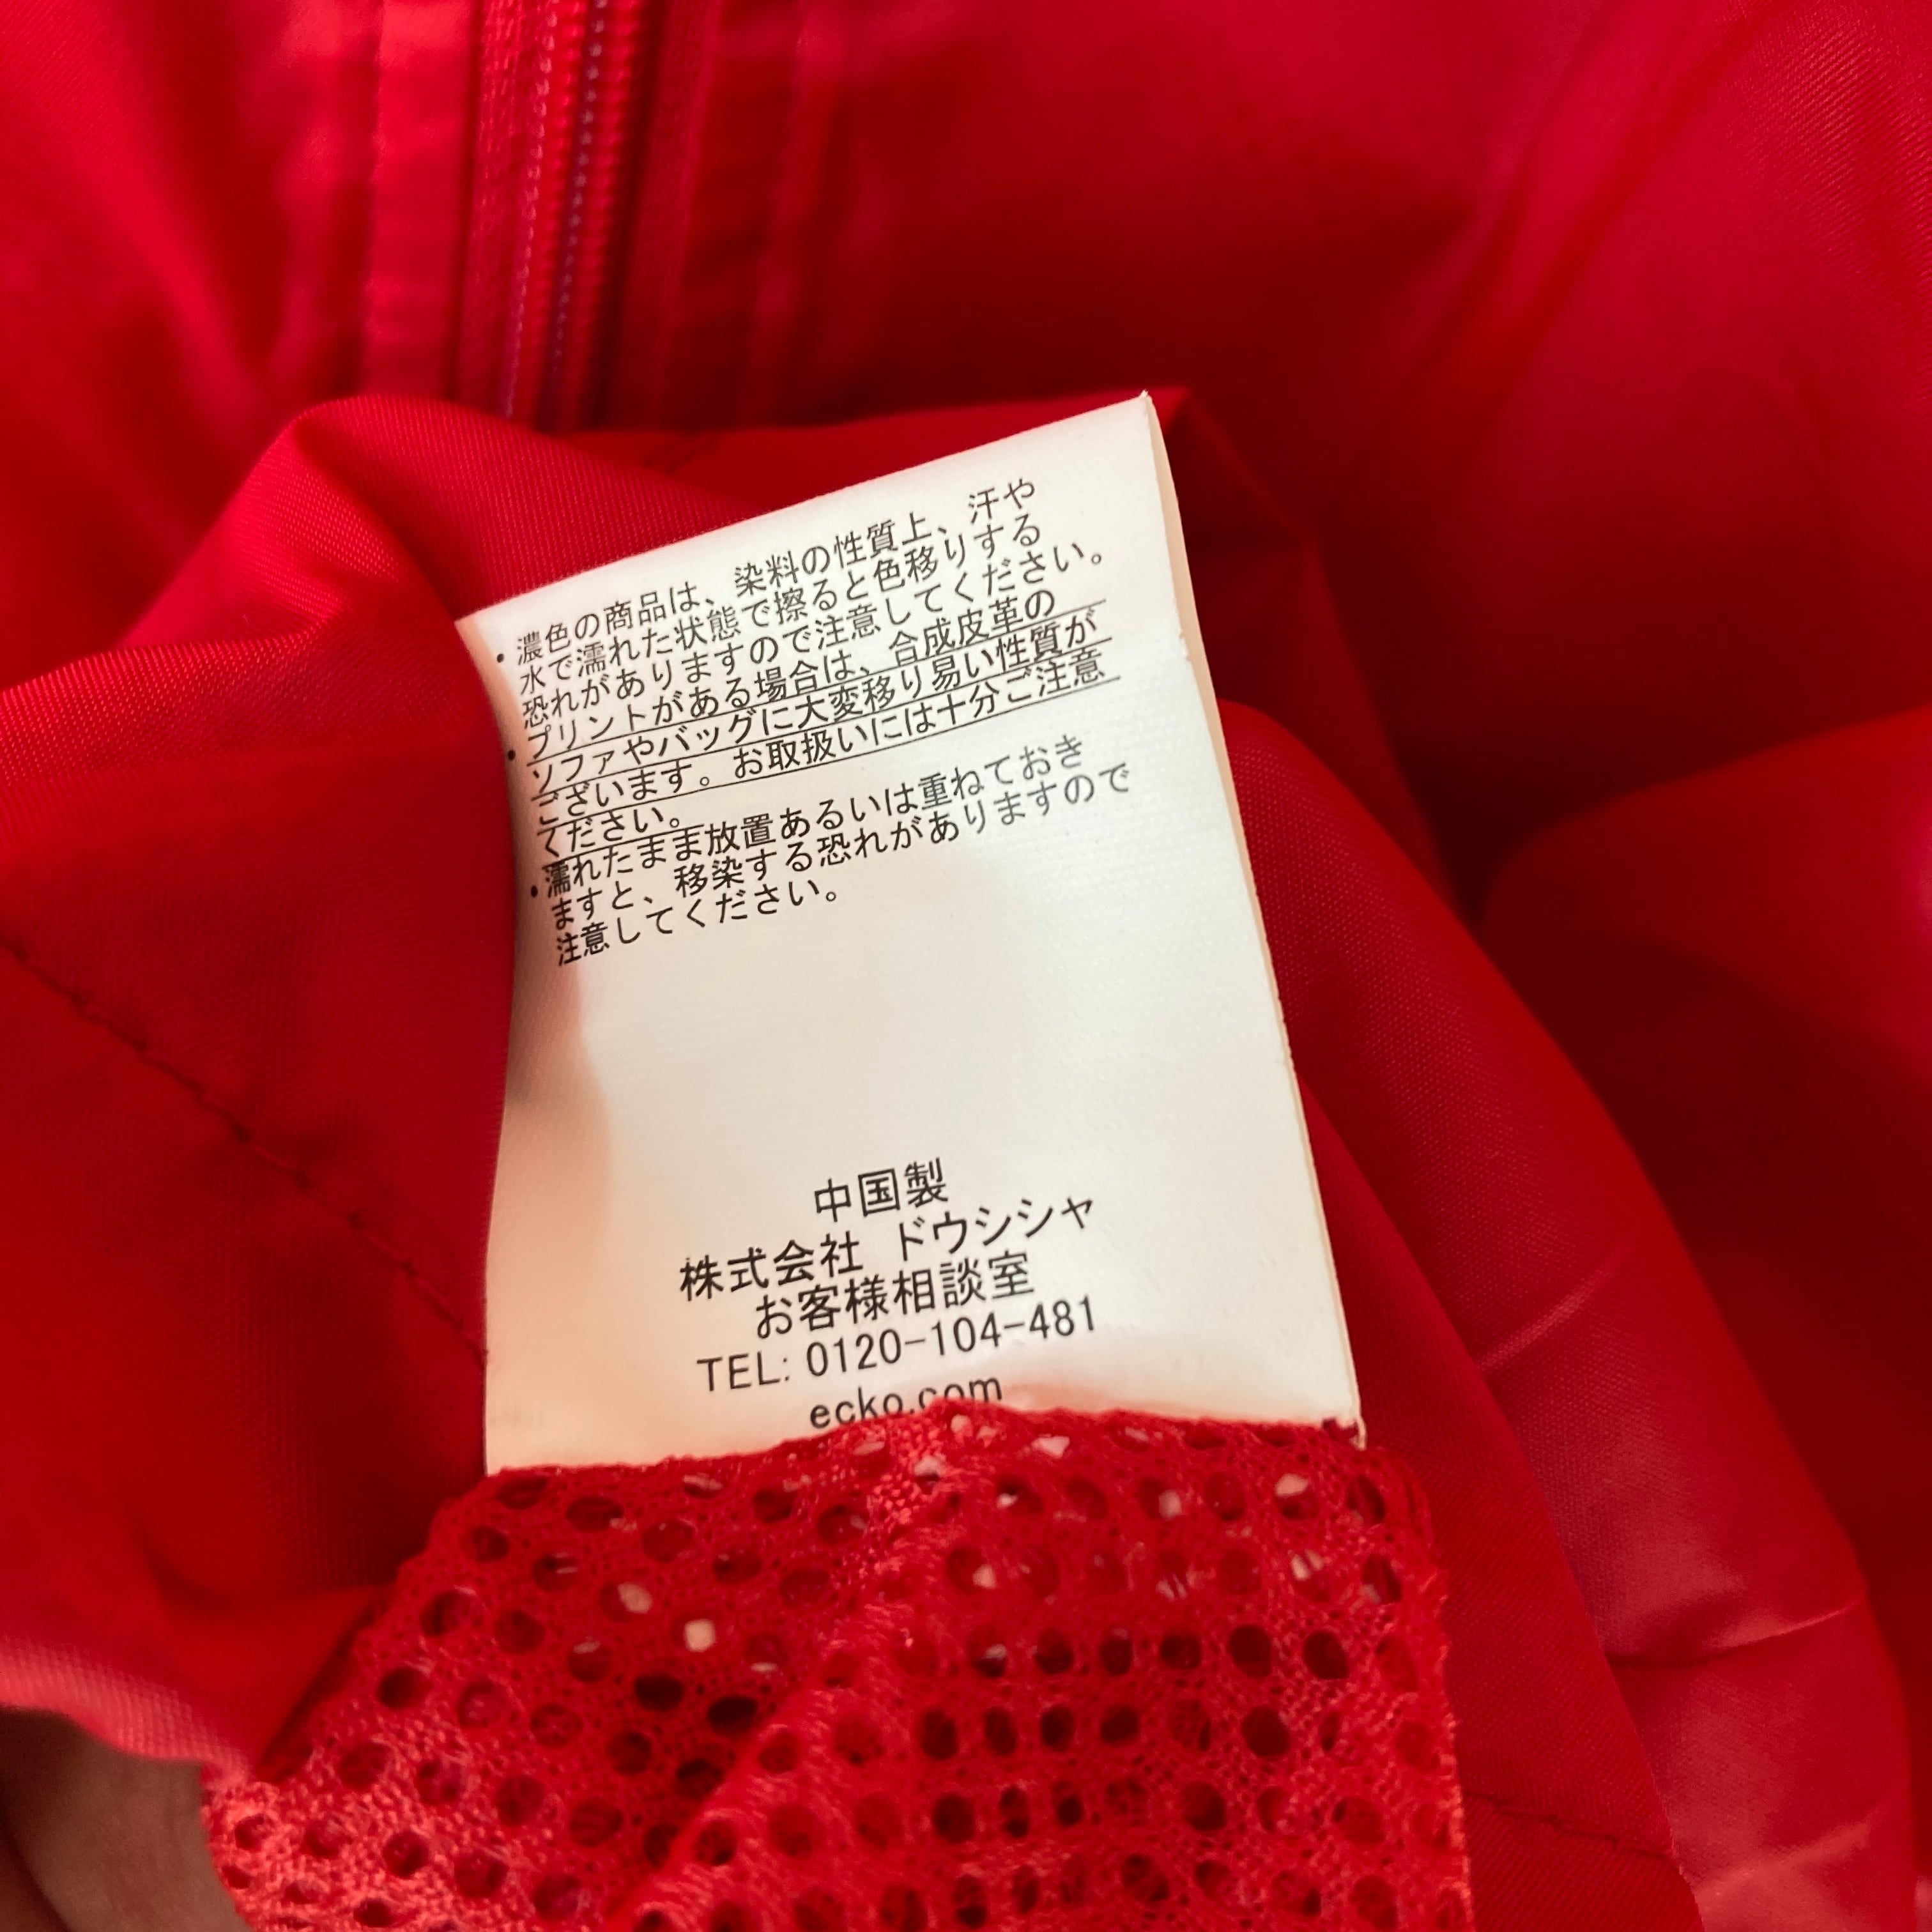 ・濃色の商品は、染料の性質上、汗や
水で濡れた状態で擦ると色移りする
恐れがありますので注意してください。
・プリントがある場合は、合成皮革の
ソファやバッグに大変移り易い性質が
ございます。お取扱いには十分ご注意
ください。
・濡れたまま放置あるいは重ねておき
ますと、移染する恐れがありますので
注意してください。
中国製
株式会社 ドウシシャ
お客様相談室
TEL: 0120-104-481
ecko.com